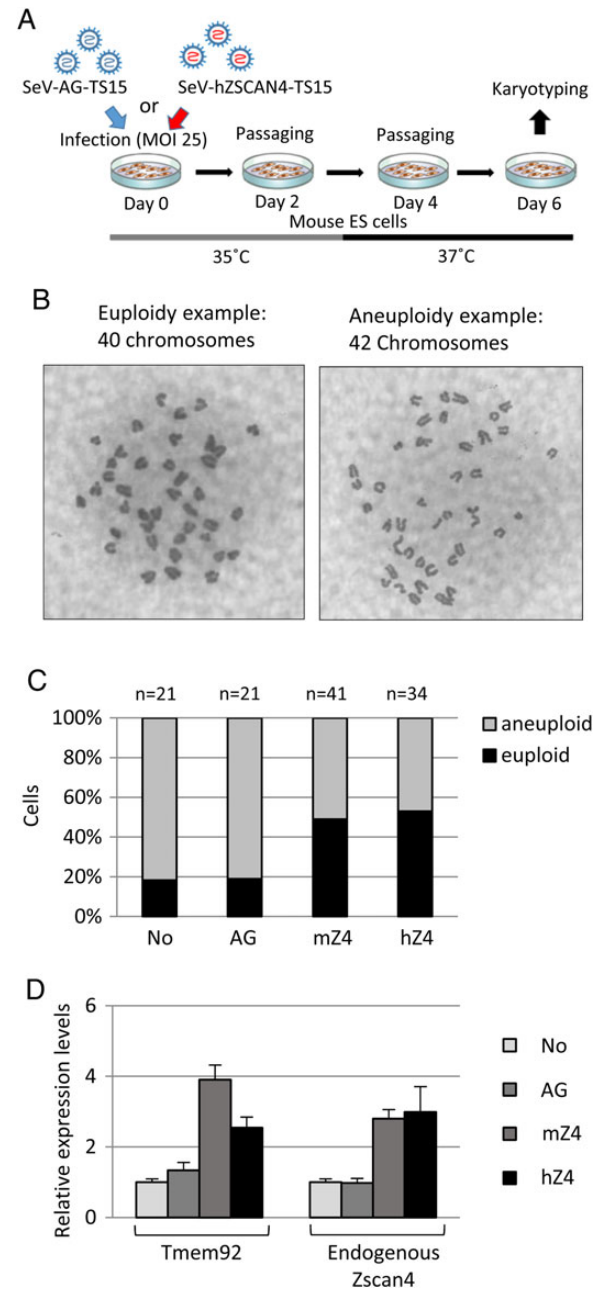 A
SeV-AG-TS15
SeV-hZSCAN4-TS15
or
Infection (MOI 25)
Passaging
Passaging
Karyotyping
Day 0
Day 2
Day 4
Day 6
Mouse ES cells
35˚C
37˚C
B
Euploidy example:
40 chromosomes
Aneuploidy example:
42 Chromosomes
C
n=21
n=21
n=41
n=34
100%
80%
60%
40%
20%
0%
Cells
No
AG
mZ4
hZ4
aneuploid
euploid
D
Relative expression levels
6
4
2
0
Tmem92
Endogenous
Zscan4
No
AG
mZ4
hZ4